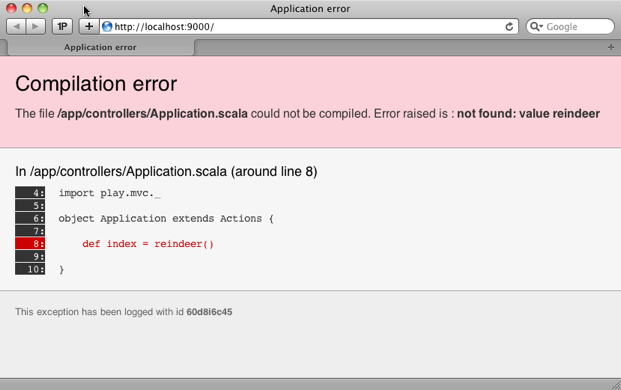 Application error
1P
+
http://localhost:9000/
Google
Application error
+
Compilation error
The file /app/controllers/Application.scala could not be compiled. Error raised is : not found: value reindeer
In /app/controllers/Application.scala (around line 8)
4: import play.mvc._
5:
6: object Application extends Actions {
7:
8: def index = reindeer()
9:
10: }
This exception has been logged with id 60d8i6c45